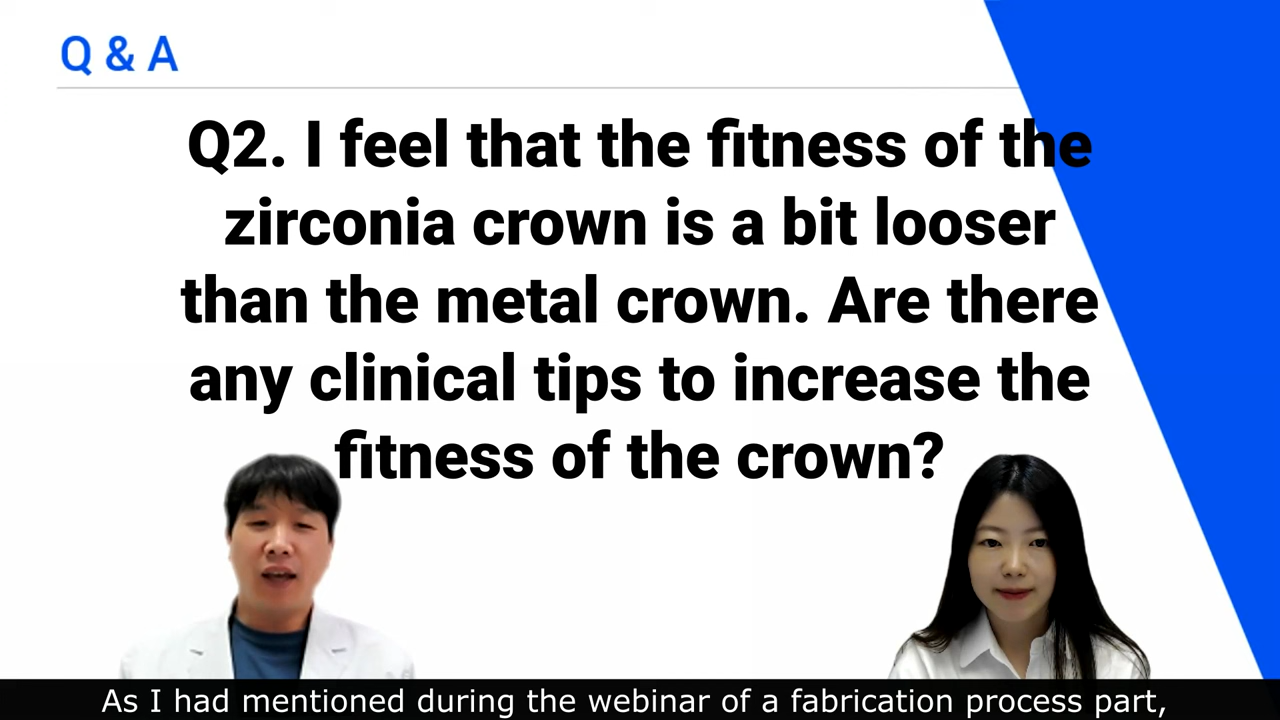 Q & A
Q2. I feel that the fitness of the
zirconia crown is a bit looser
than the metal crown. Are there
any clinical tips to increase the
fitness of the crown?
As I had mentioned during the webinar of a fabrication process part,